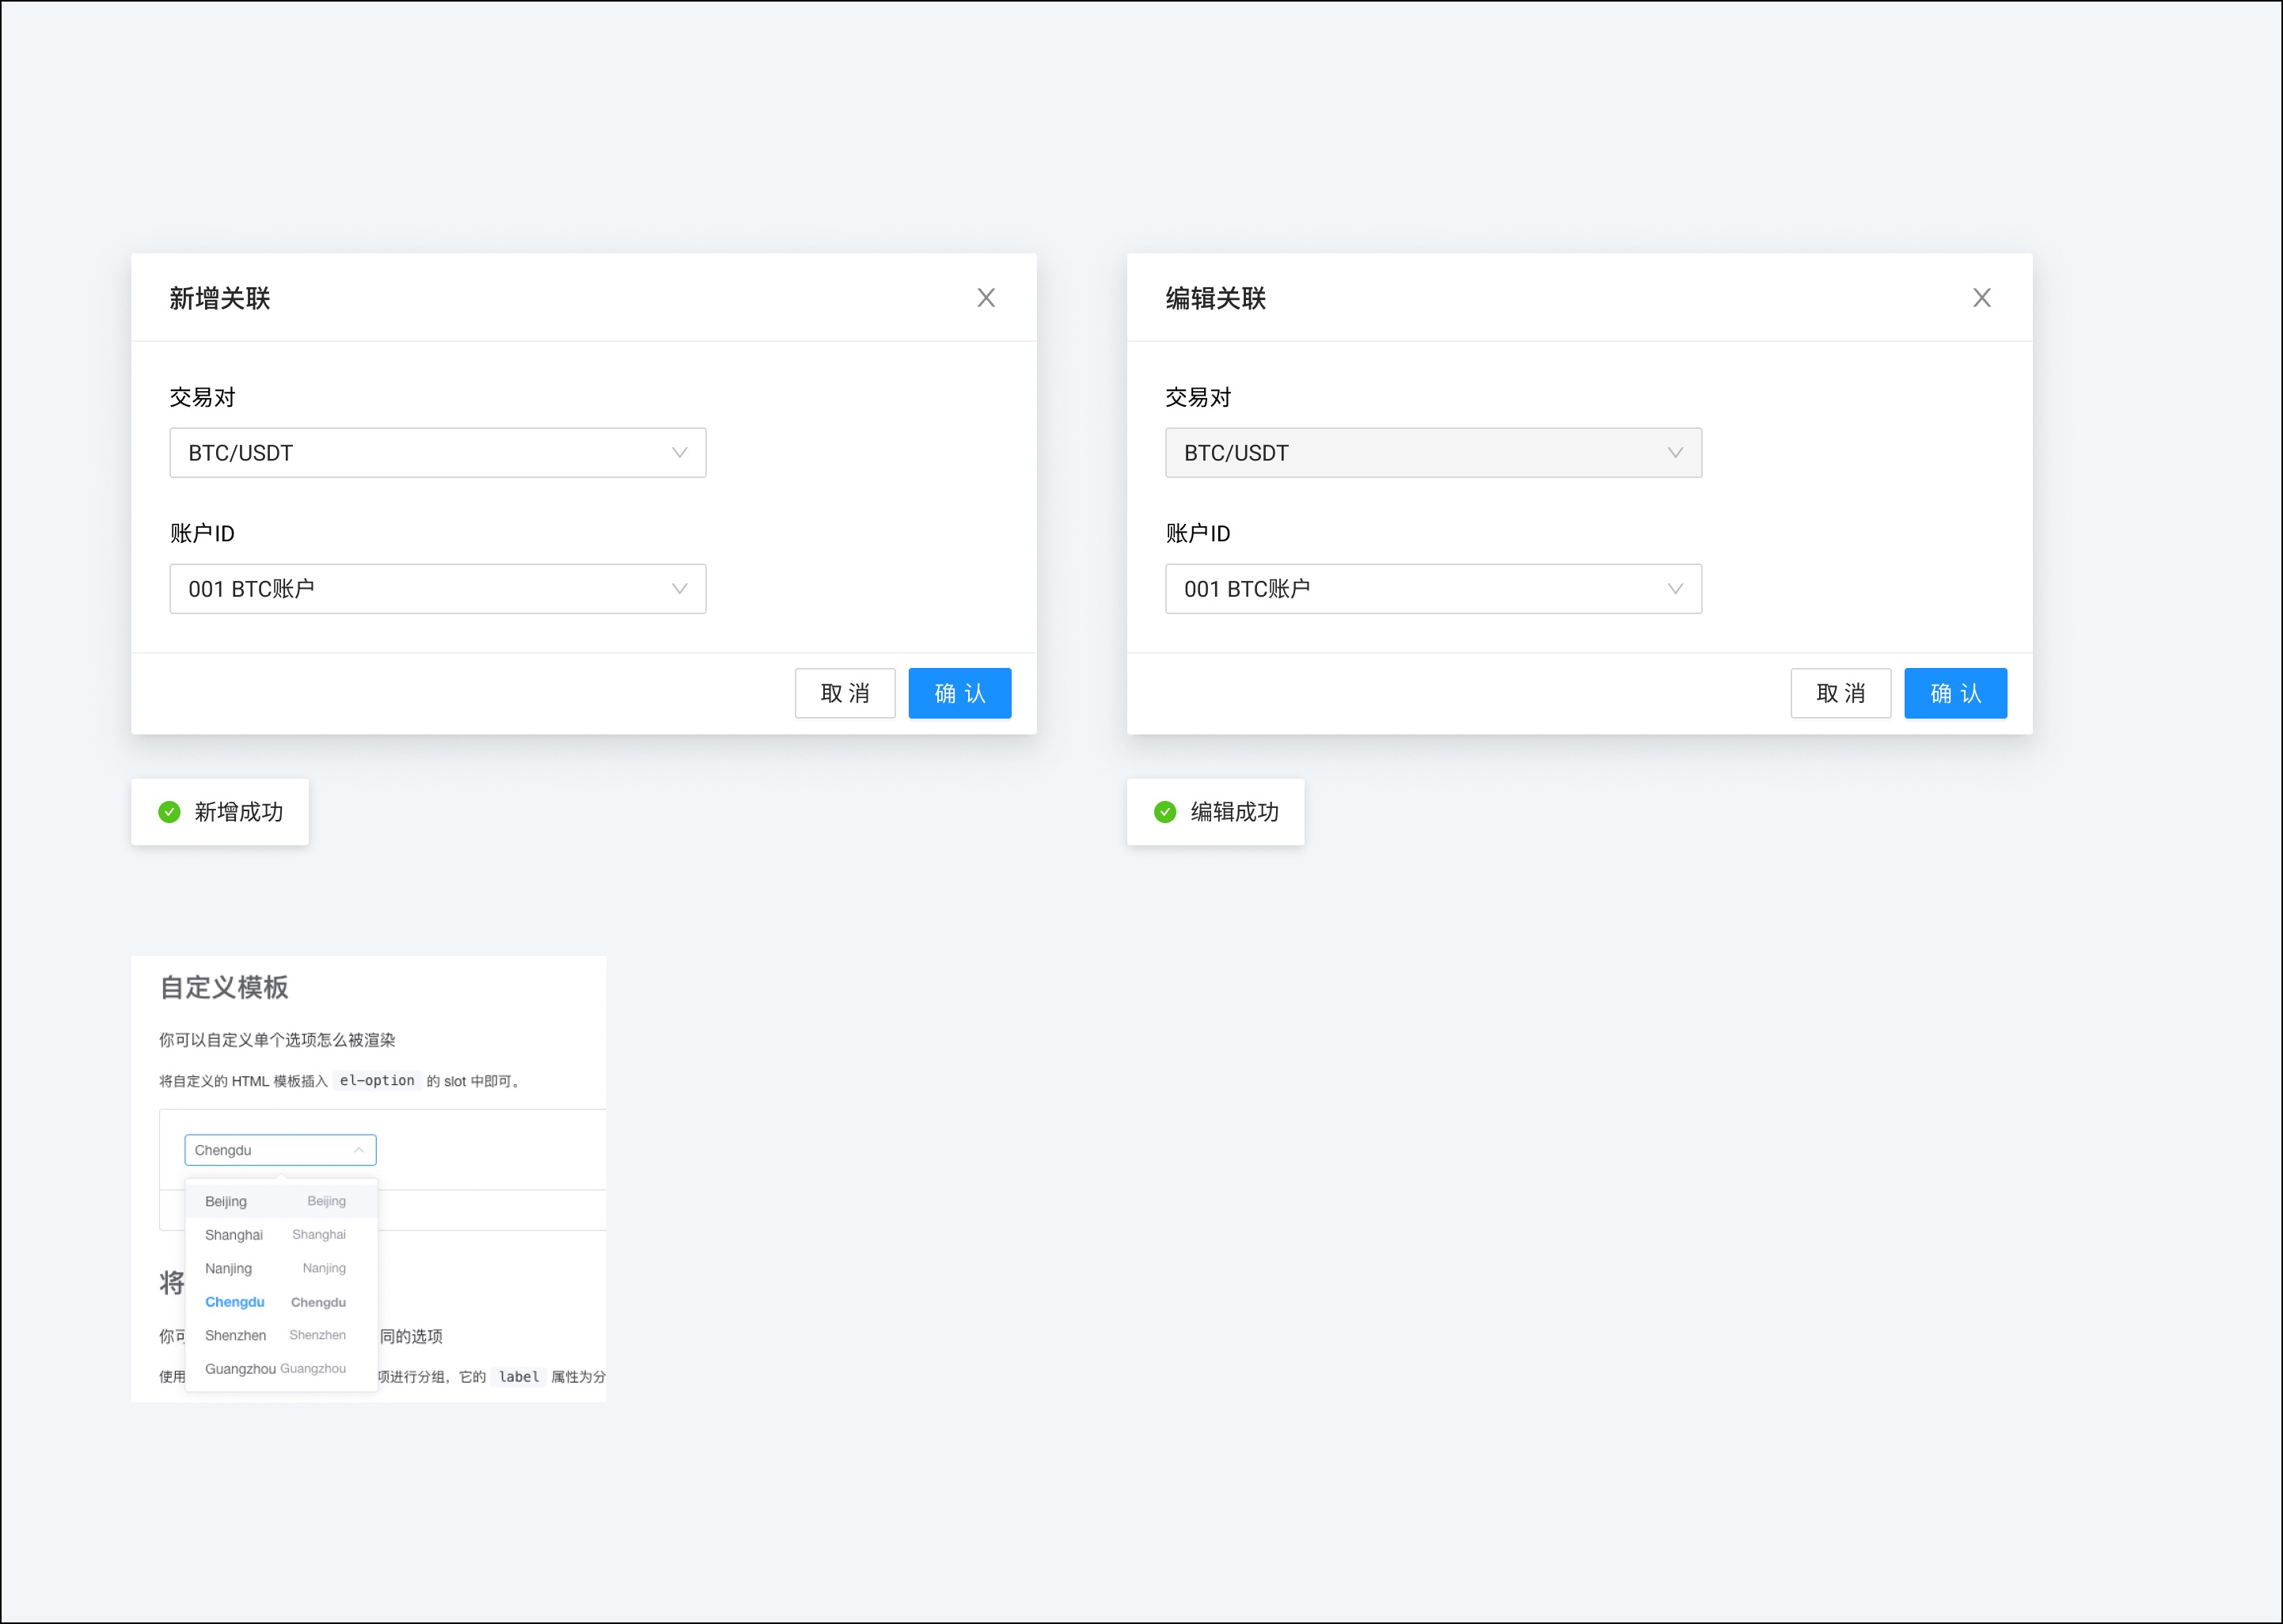 新增关联
交易对
BTC/USDT
账户ID
001 BTC账户
取 消
确 认
新增成功
编辑关联
交易对
BTC/USDT
账户ID
001 BTC账户
取 消
确 认
编辑成功
自定义模板
你可以自定义单个选项怎么被渲染
将自定义的 HTML 模板插入 el-option 的 slot 中即可。
Chengdu
Beijing Beijing
Shanghai Shanghai
Nanjing Nanjing
将
Chengdu Chengdu
你可 Shenzhen Shenzhen 同的选项
使用 Guangzhou Guangzhou 项进行分组，它的 label 属性为分